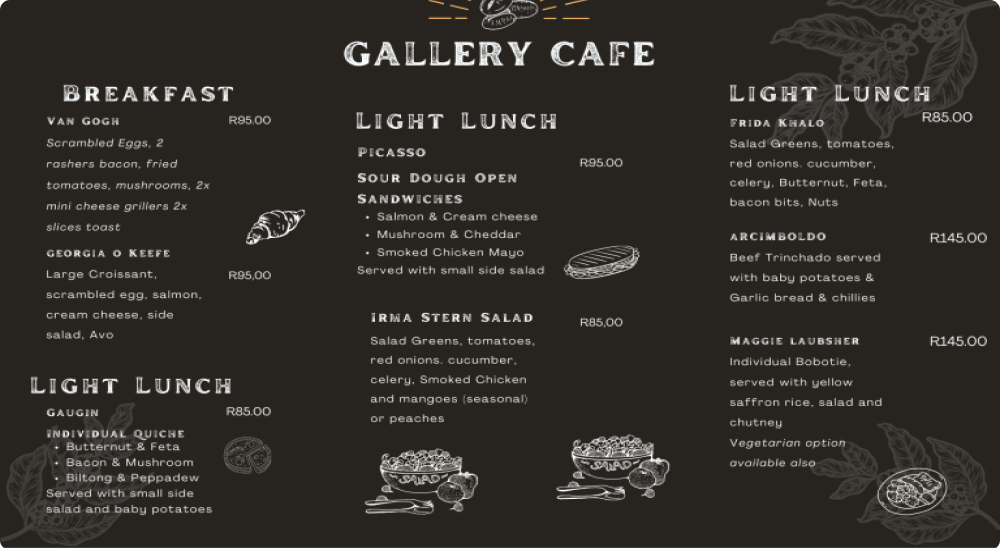 GALLERY CAFE
BREAKFAST
VAN GOGH R95.00
Scrambled Eggs, 2
rashers bacon, fried
tomatoes, mushrooms, 2x
mini cheese grillers 2x
slices toast
GEORGIA O KEEFE
Large Croissant, R95,00
scrambled egg, salmon,
cream cheese, side
salad, Avo
LIGHT LUNCH
GAUGIN R85.00
INDIVIDUAL QUICHE
• Butternut & Feta
• Bacon & Mushroom
• Biltong & Peppadew
Served with small side
salad and baby potatoes
LIGHT LUNCH
PICASSO R95.00
SOUR DOUGH OPEN
SANDWICHES
• Salmon & Cream cheese
• Mushroom & Cheddar
• Smoked Chicken Mayo
Served with small side salad
IRMA STERN SALAD R85,00
Salad Greens, tomatoes,
red onions. cucumber,
celery, Smoked Chicken
and mangoes (seasonal)
or peaches
SALAD
SALAD
LIGHT LUNCH
FRIDA KHALO R85.00
Salad Greens, tomatoes,
red onions. cucumber,
celery, Butternut, Feta,
bacon bits, Nuts
ARCIMBOLDO R145.00
Beef Trinchado served
with baby potatoes &
Garlic bread & chillies
MAGGIE LAUBSHER R145.00
Individual Bobotie,
served with yellow
saffron rice, salad and
chutney
Vegetarian option
available also